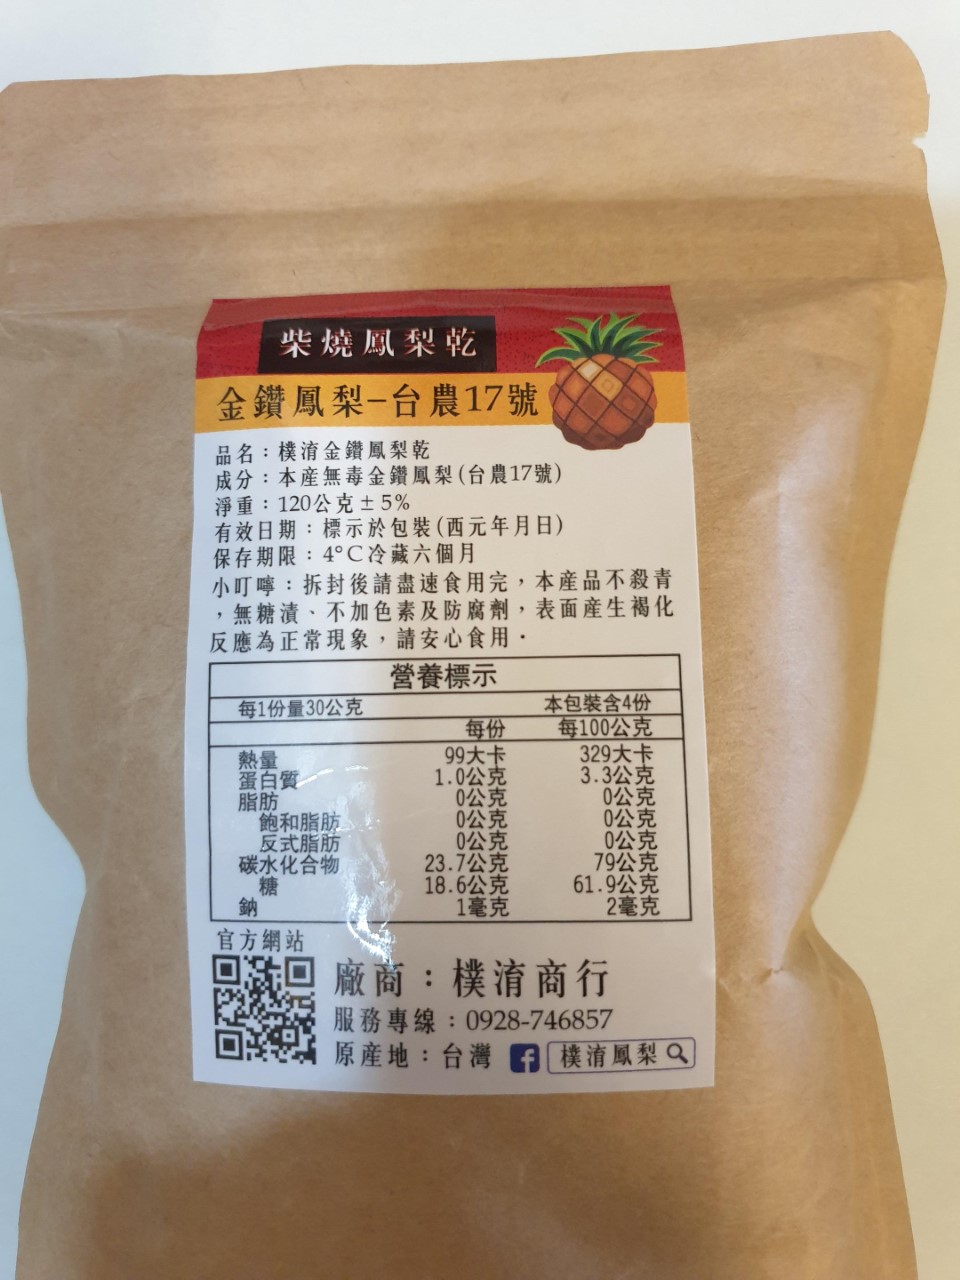 柴燒鳳梨乾
金鑽鳳梨-台農17號
品名：樸淯金鑽鳳梨乾
成分：本產無毒金鑽鳳梨(台農17號)
淨重：120公克±5%
有效日期：標示於包裝(西元年月日)
保存期限：4°C冷藏六個月
小叮嚀：拆封後請盡速食用完，本產品不殺青
，無糖漬、不加色素及防腐劑，表面產生褐化
反應為正常現象，請安心食用．
營養標示
每1份量30公克 本包裝含4份
每份 每100公克
熱量 99大卡 329大卡
蛋白質 1.0公克 3.3公克
脂肪 0公克 0公克
飽和脂肪 0公克 0公克
反式脂肪 0公克 0公克
碳水化合物 23.7公克 79公克
糖 18.6公克 61.9公克
鈉 1毫克 2毫克
官方網站
廠商：樸淯商行
服務專線：0928-746857
原產地：台灣 f 樸淯鳳梨